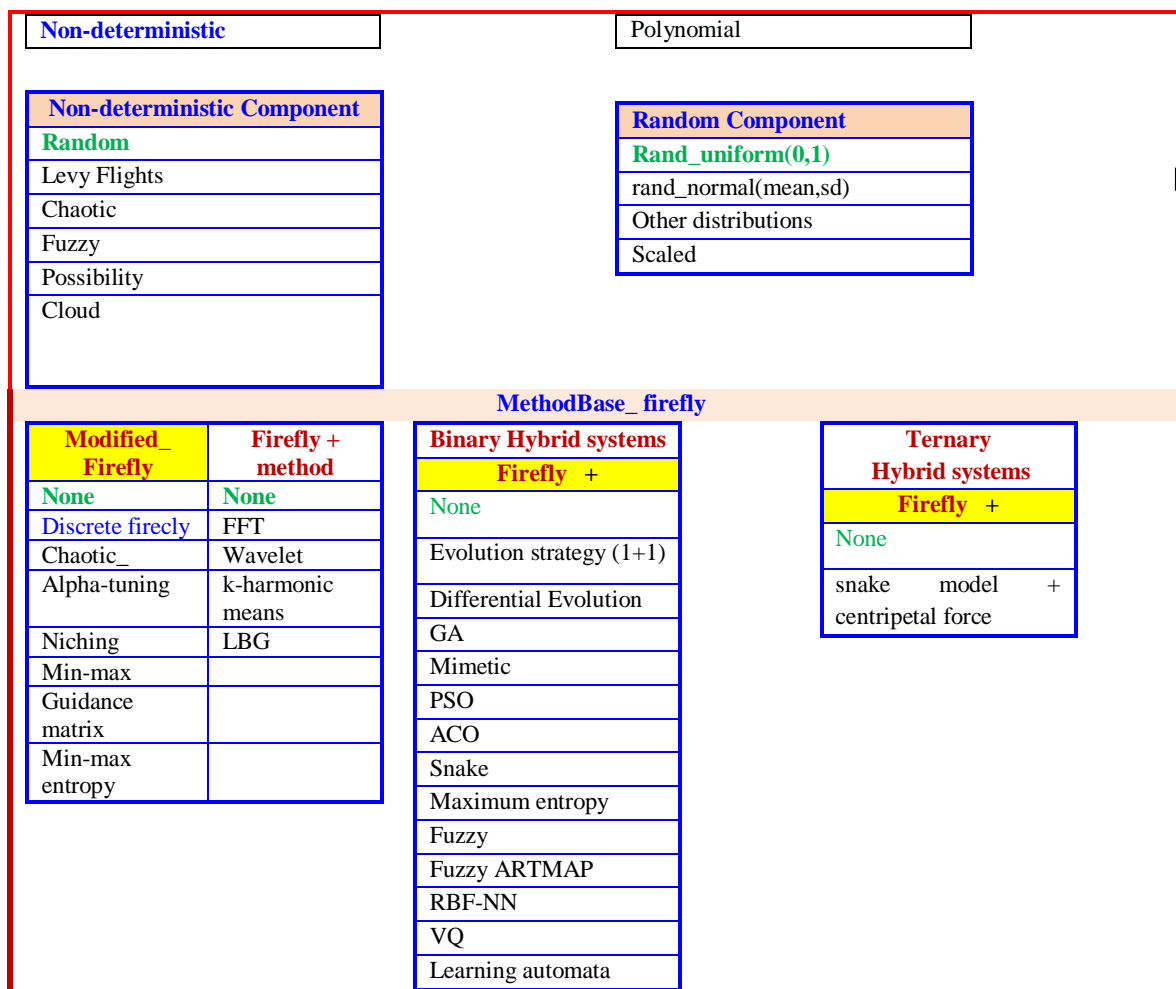 Non-deterministic
Polynomial
Non-deterministic Component
Random
Levy Flights
Chaotic
Fuzzy
Possibility
Cloud
Random Component
Rand_uniform(0,1)
rand_normal(mean,sd)
Other distributions
Scaled
MethodBase_ firefly
Modified_ Firefly + 
Firefly method
None None
Discrete firecly FFT
Chaotic_ Wavelet
Alpha-tuning k-harmonic
means
Niching LBG
Min-max
Guidance
matrix
Min-max
entropy
Binary Hybrid systems
Firefly +
None
Evolution strategy (1+1)
Differential Evolution
GA
Mimetic
PSO
ACO
Snake
Maximum entropy
Fuzzy
Fuzzy ARTMAP
RBF-NN
VQ
Learning automata
Ternary
Hybrid systems
Firefly +
None
snake model +
centripetal force